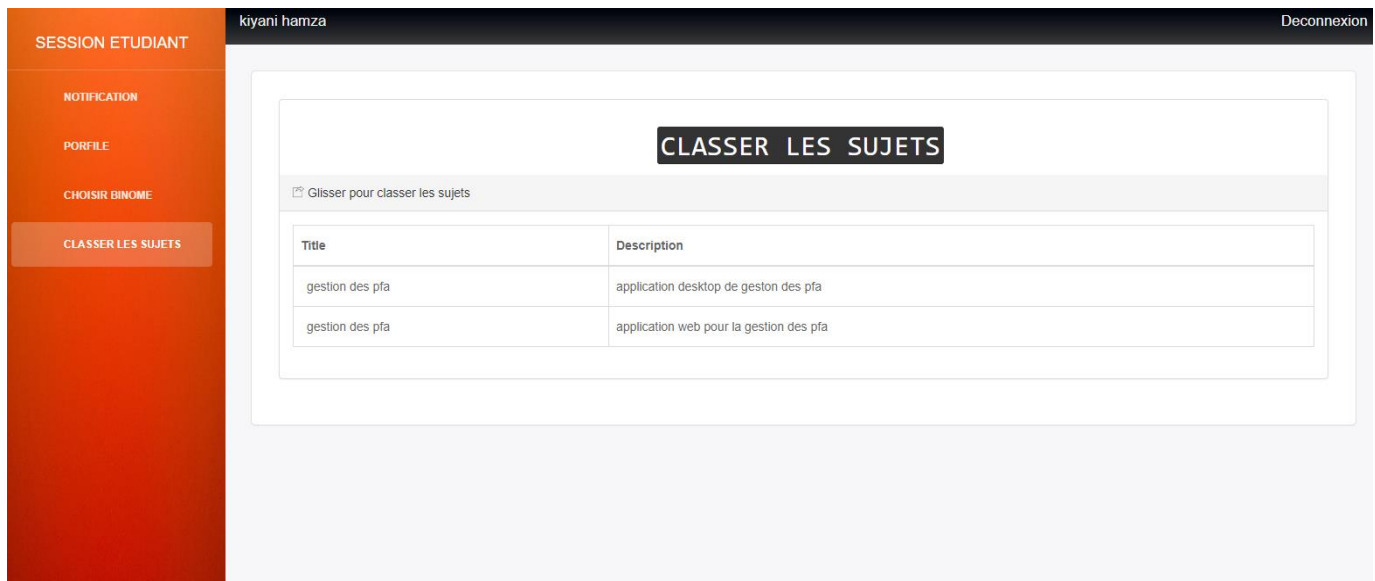 SESSION ETUDIANT
NOTIFICATION
PORFILE
CHOISIR BINOME
CLASSER LES SUJETS
kiyani hamza
Deconnexion
CLASSER LES SUJETS
Glisser pour classer les sujets
Title Description
gestion des pfa application desktop de geston des pfa
gestion des pfa application web pour la gestion des pfa